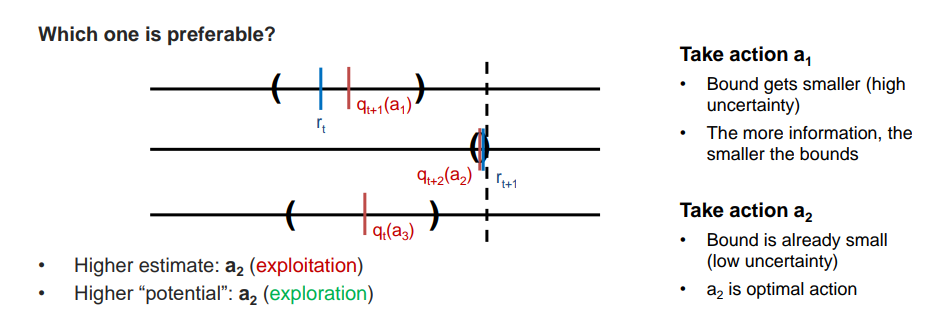 Which one is preferable?
( q_{t+1}(a_1) )
r_t
( )
q_{t+2}(a_2) r_{t+1}
( q_t(a_3) )
• Higher estimate: a_2 (exploitation)
• Higher “potential”: a_2 (exploration)
Take action a_1
• Bound gets smaller (high
uncertainty)
• The more information, the
smaller the bounds
Take action a_2
• Bound is already small
(low uncertainty)
• a_2 is optimal action